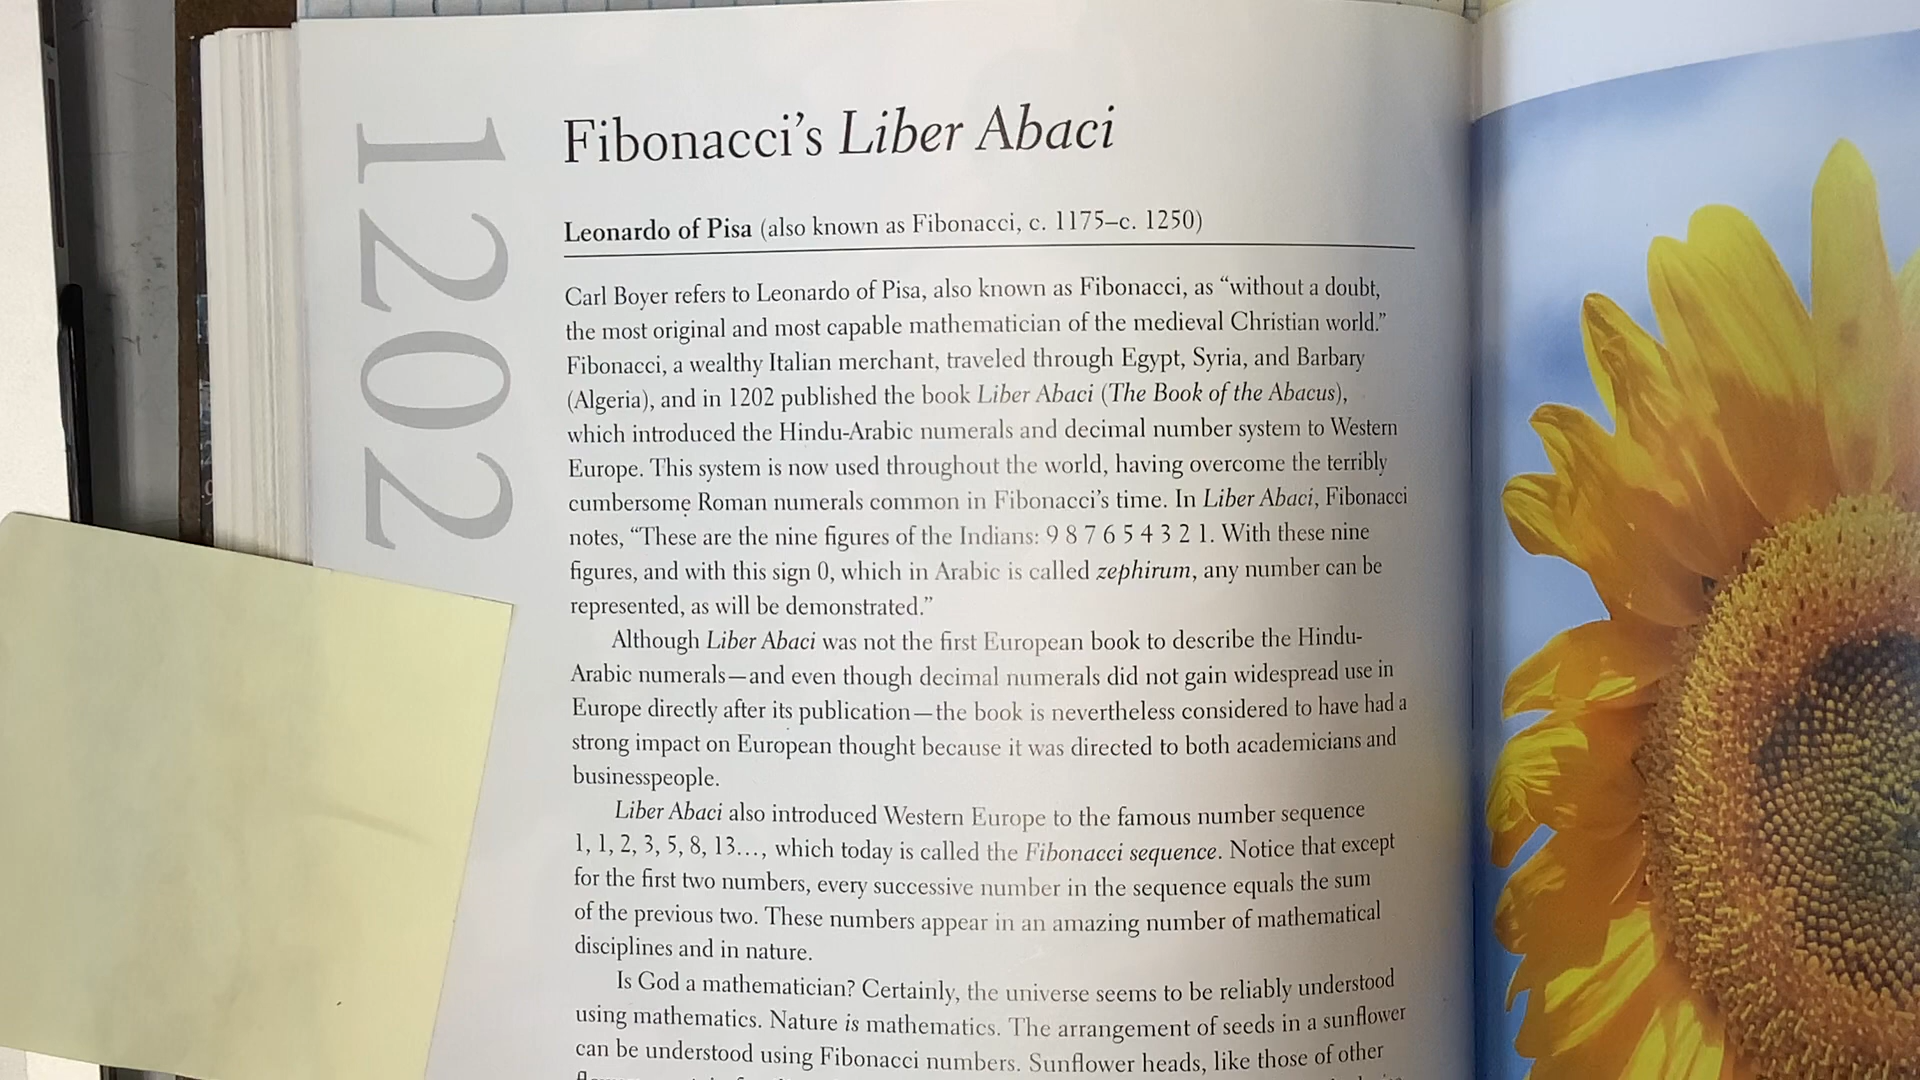 1202
Fibonacci's Liber Abaci
Leonardo of Pisa (also known as Fibonacci, c. 1175–c. 1250)
Carl Boyer refers to Leonardo of Pisa, also known as Fibonacci, as “without a doubt,
the most original and most capable mathematician of the medieval Christian world.”
Fibonacci, a wealthy Italian merchant, traveled through Egypt, Syria, and Barbary
(Algeria), and in 1202 published the book Liber Abaci (The Book of the Abacus),
which introduced the Hindu-Arabic numerals and decimal number system to Western
Europe. This system is now used throughout the world, having overcome the terribly
cumbersome Roman numerals common in Fibonacci's time. In Liber Abaci, Fibonacci
notes, “These are the nine figures of the Indians: 9 8 7 6 5 4 3 2 1. With these nine
figures, and with this sign 0, which in Arabic is called zephirum, any number can be
represented, as will be demonstrated.”
Although Liber Abaci was not the first European book to describe the Hindu-
Arabic numerals—and even though decimal numerals did not gain widespread use in
Europe directly after its publication—the book is nevertheless considered to have had a
strong impact on European thought because it was directed to both academicians and
businesspeople.
Liber Abaci also introduced Western Europe to the famous number sequence
1, 1, 2, 3, 5, 8, 13..., which today is called the Fibonacci sequence. Notice that except
for the first two numbers, every successive number in the sequence equals the sum
of the previous two. These numbers appear in an amazing number of mathematical
disciplines and in nature.
Is God a mathematician? Certainly, the universe seems to be reliably understood
using mathematics. Nature is mathematics. The arrangement of seeds in a sunflower
can be understood using Fibonacci numbers. Sunflower heads, like those of other